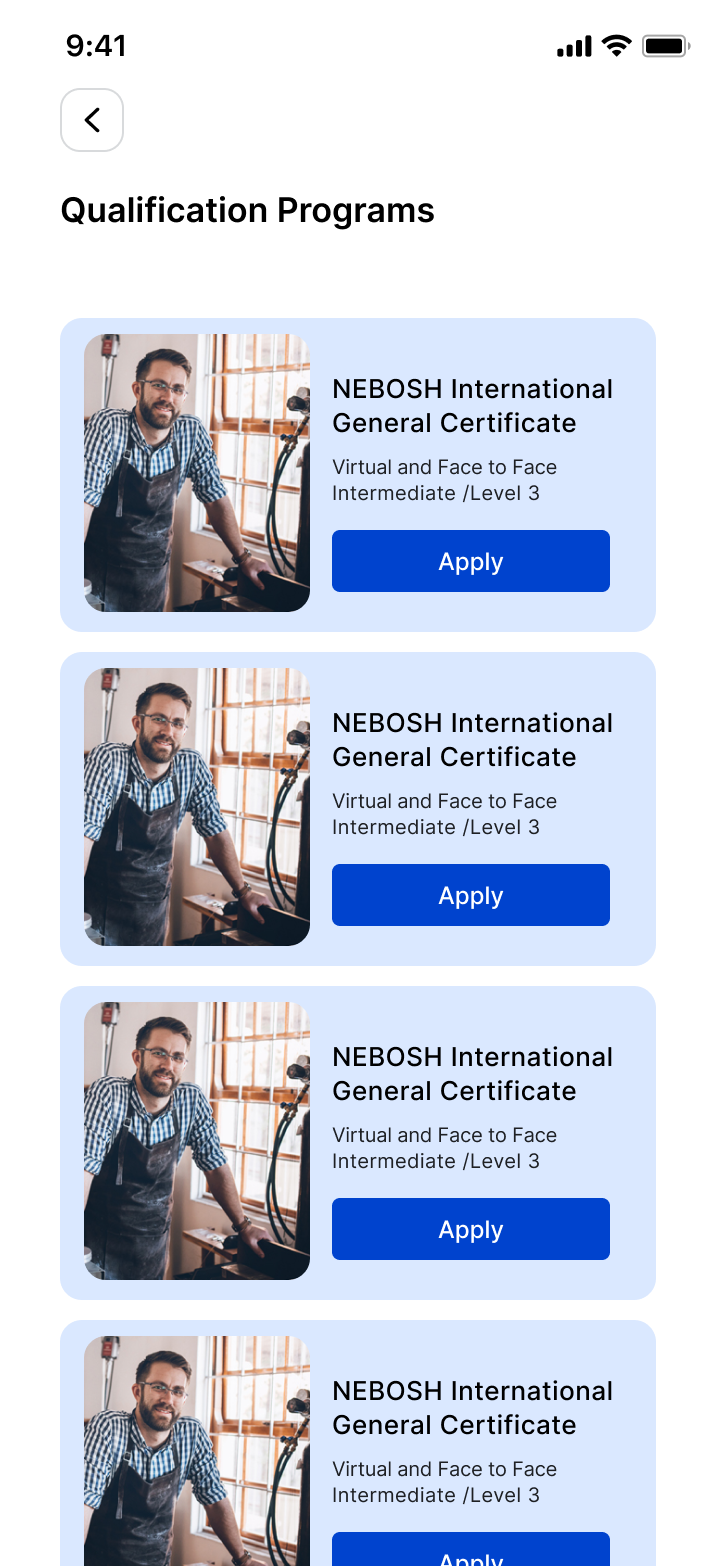 9:41
Qualification Programs
NEBOSH International
General Certificate
Virtual and Face to Face
Intermediate /Level 3
Apply
NEBOSH International
General Certificate
Virtual and Face to Face
Intermediate /Level 3
Apply
NEBOSH International
General Certificate
Virtual and Face to Face
Intermediate /Level 3
Apply
NEBOSH International
General Certificate
Virtual and Face to Face
Intermediate /Level 3
Apply